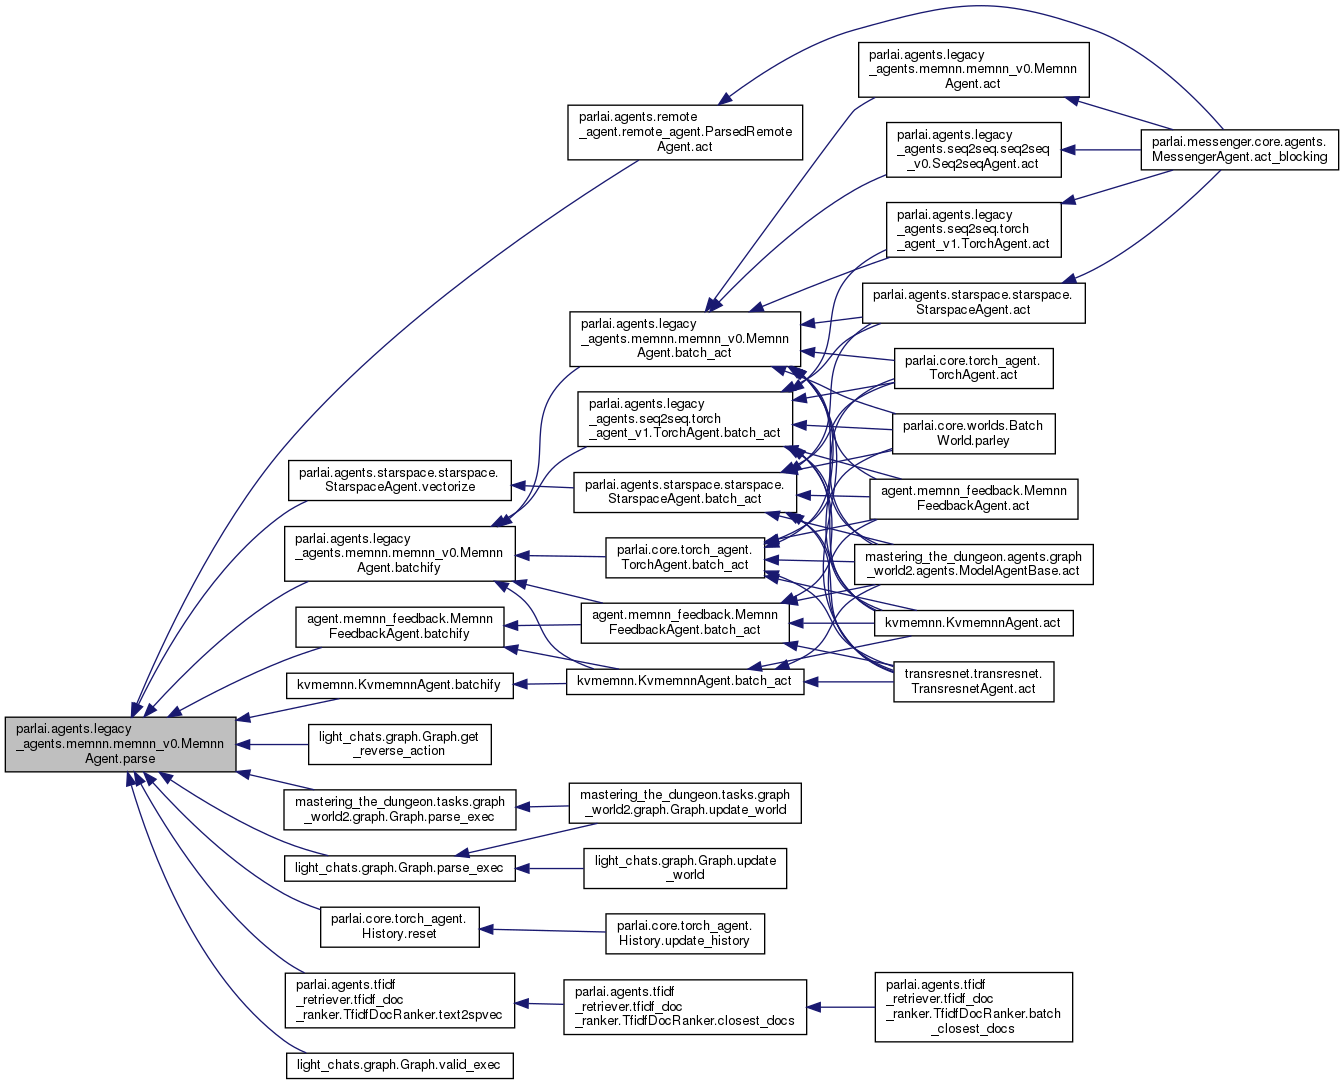 parlai.agents.legacy
_agents.memnn.memnn_v0.Memnn
Agent.parse
parlai.agents.remote
_agent.remote_agent.ParsedRemote
Agent.act
parlai.agents.starspace.starspace.
StarspaceAgent.vectorize
parlai.agents.legacy
_agents.memnn.memnn_v0.Memnn
Agent.batchify
agent.memnn_feedback.Memnn
FeedbackAgent.batchify
kvmemnn.KvmemnnAgent.batchify
light_chats.graph.Graph.get
_reverse_action
mastering_the_dungeon.tasks.graph
_world2.graph.Graph.parse_exec
light_chats.graph.Graph.parse_exec
parlai.core.torch_agent.
History.reset
parlai.agents.tfidf
_retriever.tfidf_doc
_ranker.TfidfDocRanker.text2spvec
light_chats.graph.Graph.valid_exec
parlai.agents.legacy
_agents.memnn.memnn_v0.Memnn
Agent.batch_act
parlai.agents.legacy
_agents.seq2seq.torch
_agent_v1.TorchAgent.batch_act
parlai.agents.starspace.starspace.
StarspaceAgent.batch_act
parlai.core.torch_agent.
TorchAgent.batch_act
agent.memnn_feedback.Memnn
FeedbackAgent.batch_act
kvmemnn.KvmemnnAgent.batch_act
mastering_the_dungeon.tasks.graph
_world2.graph.Graph.update_world
light_chats.graph.Graph.update
_world
parlai.core.torch_agent.
History.update_history
parlai.agents.tfidf
_retriever.tfidf_doc
_ranker.TfidfDocRanker.closest_docs
parlai.agents.legacy
_agents.memnn.memnn_v0.Memnn
Agent.act
parlai.agents.legacy
_agents.seq2seq.seq2seq
_v0.Seq2seqAgent.act
parlai.agents.legacy
_agents.seq2seq.torch
_agent_v1.TorchAgent.act
parlai.agents.starspace.starspace.
StarspaceAgent.act
parlai.core.torch_agent.
TorchAgent.act
parlai.core.worlds.Batch
World.parley
agent.memnn_feedback.Memnn
FeedbackAgent.act
mastering_the_dungeon.agents.graph
_world2.agents.ModelAgentBase.act
kvmemnn.KvmemnnAgent.act
transresnet.transresnet.
TransresnetAgent.act
parlai.agents.tfidf
_retriever.tfidf_doc
_ranker.TfidfDocRanker.batch
_closest_docs
parlai.messenger.core.agents.
MessengerAgent.act_blocking